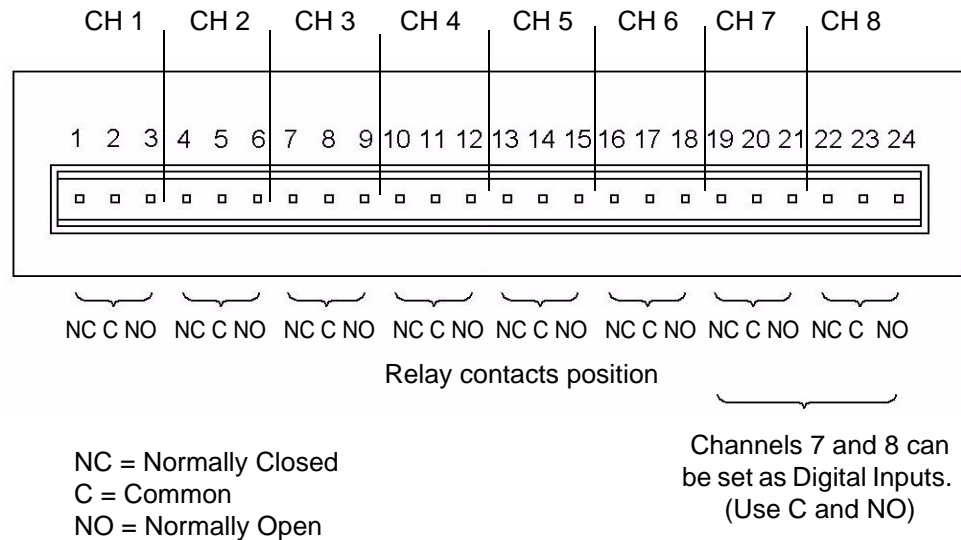 CH 1 CH 2 CH 3 CH 4 CH 5 CH 6 CH 7 CH 8
1 2 3 4 5 6 7 8 9 10 11 12 13 14 15 16 17 18 19 20 21 22 23 24
NC C NO NC C NO NC C NO NC C NO NC C NO NC C NO NC C NO NC C NO
Relay contacts position
NC = Normally Closed
C = Common
NO = Normally Open
Channels 7 and 8 can
be set as Digital Inputs.
(Use C and NO)